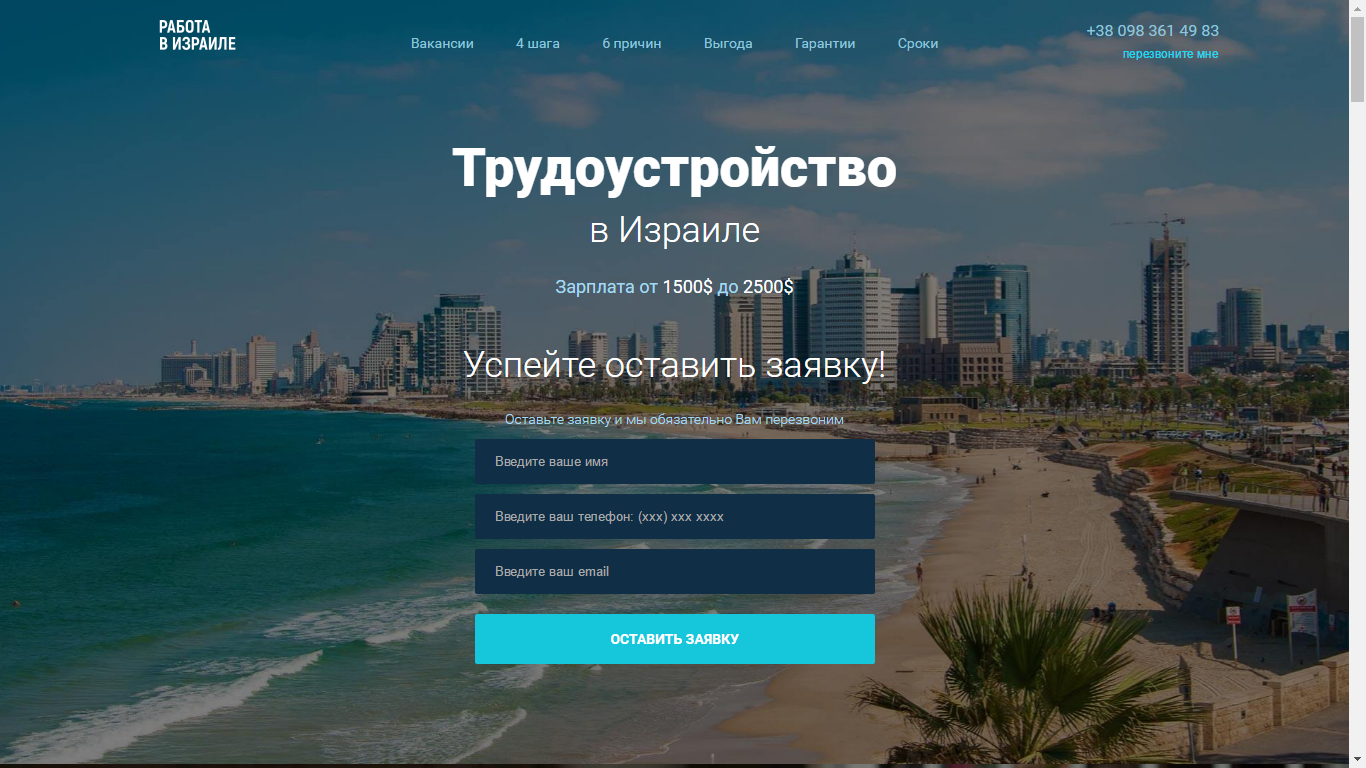 РАБОТА
В ИЗРАИЛЕ
Вакансии
4 шага
6 причин
Выгода
Гарантии
Сроки
+38 098 361 49 83
перезвоните мне
Трудоустройство
в Израиле
Зарплата от 1500$ до 2500$
Успейте оставить заявку!
Оставьте заявку и мы обязательно Вам перезвоним
Введите ваше имя
Введите ваш телефон: (xxx) xxx xxxx
Введите ваш email
ОСТАВИТЬ ЗАЯВКУ